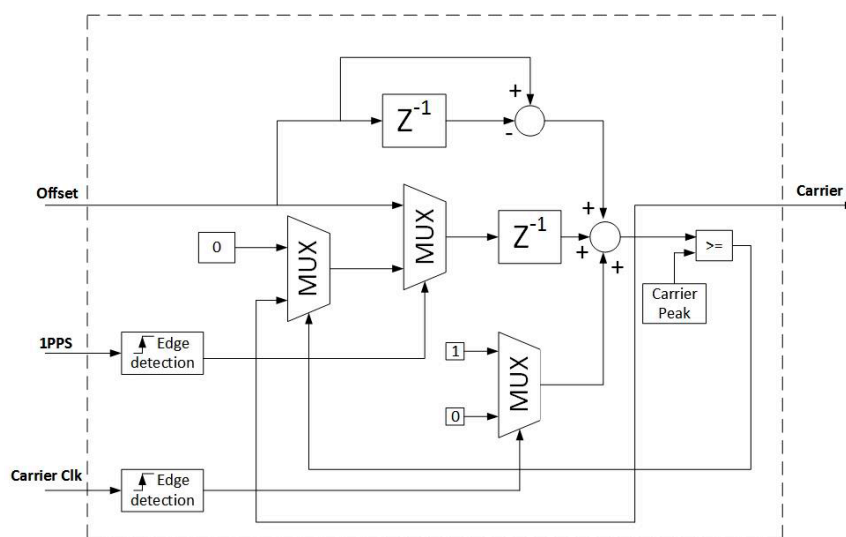 +
Z-1
-
Offset
Carrier
+
0
MUX
MUX
Z-1
+
+
>=
Carrier
Peak
1PPS
Edge
detection
1
MUX
0
Carrier Clk
Edge
detection